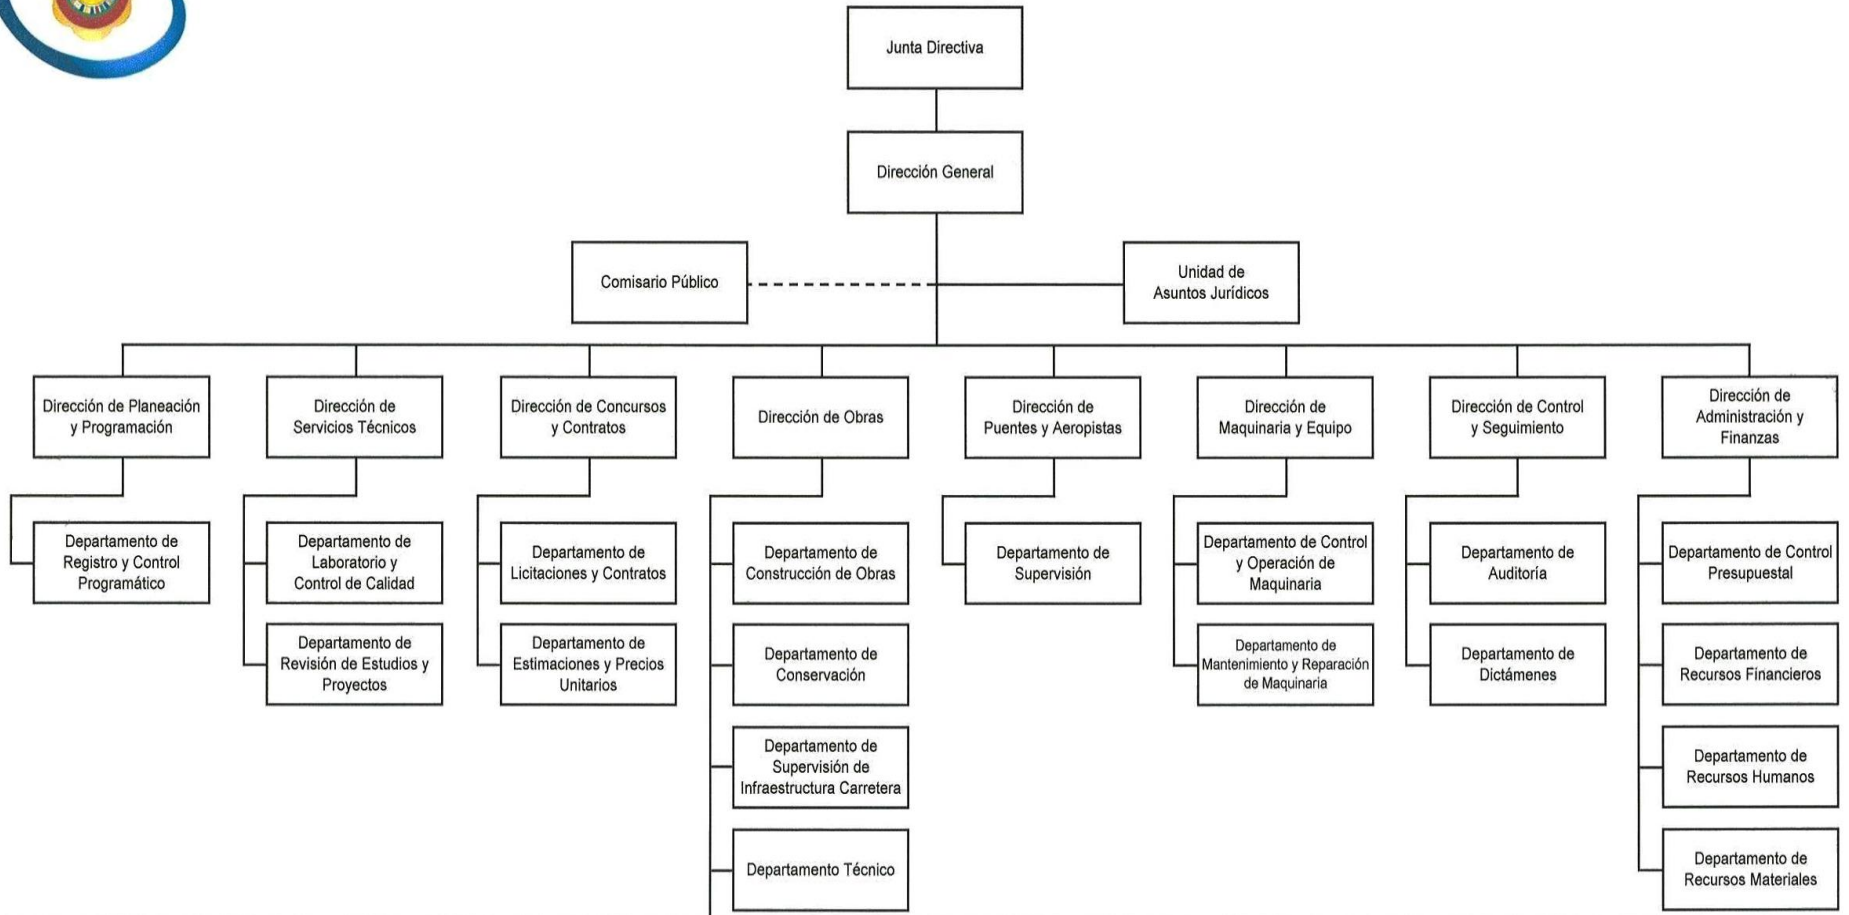 Junta Directiva
Dirección General
Comisario Público
Unidad de
Asuntos Jurídicos
Dirección de Planeación
y Programación
Dirección de
Servicios Técnicos
Dirección de Concursos
y Contratos
Dirección de Obras
Dirección de
Puentes y Aeropistas
Dirección de
Maquinaria y Equipo
Dirección de Control
y Seguimiento
Dirección de
Administración y
Finanzas
Departamento de
Registro y Control
Programático
Departamento de
Laboratorio y
Control de Calidad
Departamento de
Licitaciones y Contratos
Departamento de
Construcción de Obras
Departamento de
Supervisión
Departamento de Control
y Operación de
Maquinaria
Departamento de
Auditoría
Departamento de Control
Presupuestal
Departamento de
Revisión de Estudios y
Proyectos
Departamento de
Estimaciones y Precios
Unitarios
Departamento de
Conservación
Departamento de
Mantenimiento y Reparación
de Maquinaria
Departamento de
Dictámenes
Departamento de
Recursos Financieros
Departamento de
Supervisión de
Infraestructura Carretera
Departamento de
Recursos Humanos
Departamento Técnico
Departamento de
Recursos Materiales